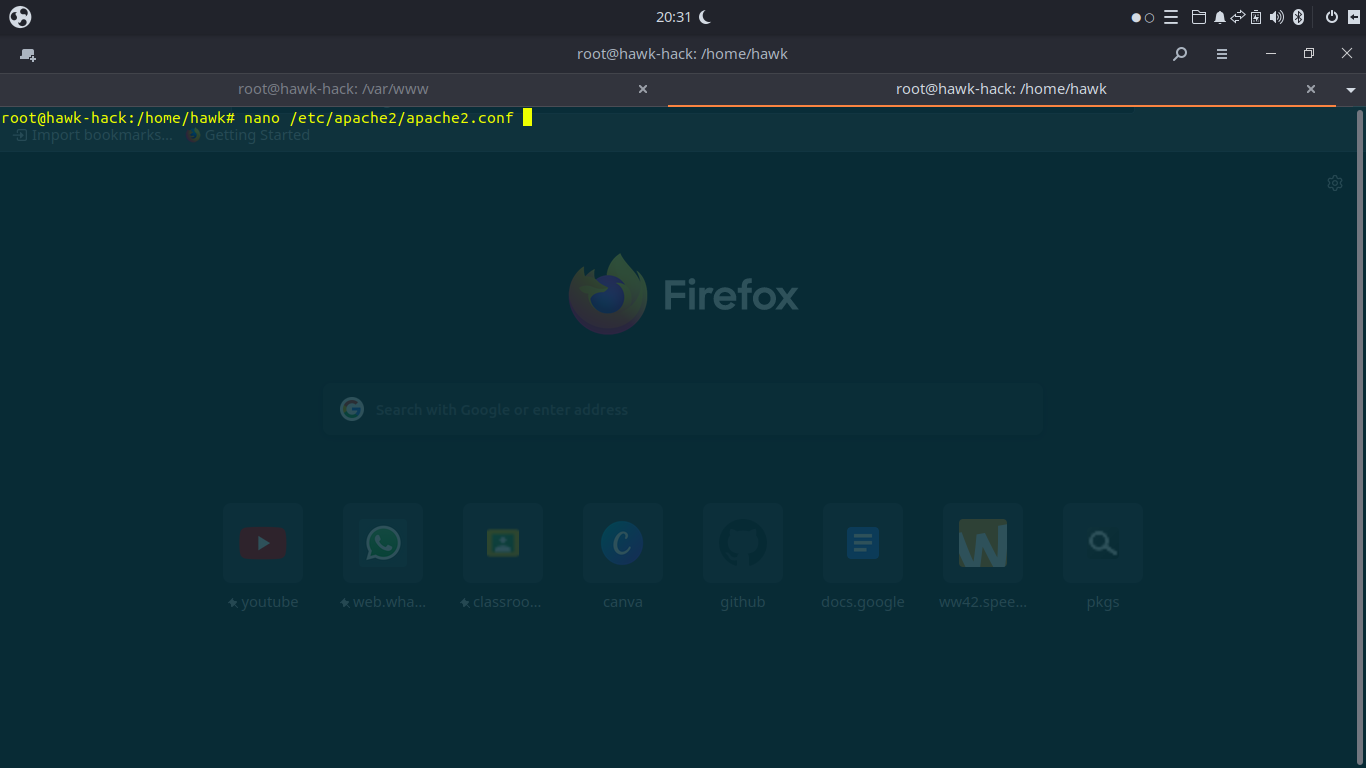 20:31
root@hawk-hack: /home/hawk
root@hawk-hack: /var/www
root@hawk-hack: /home/hawk
root@hawk-hack:/home/hawk# nano /etc/apache2/apache2.conf
Import bookmarks... Getting Started
Firefox
Search with Google or enter address
youtube
web.wha...
classroo...
canva
github
docs.google
ww42.spee...
pkgs